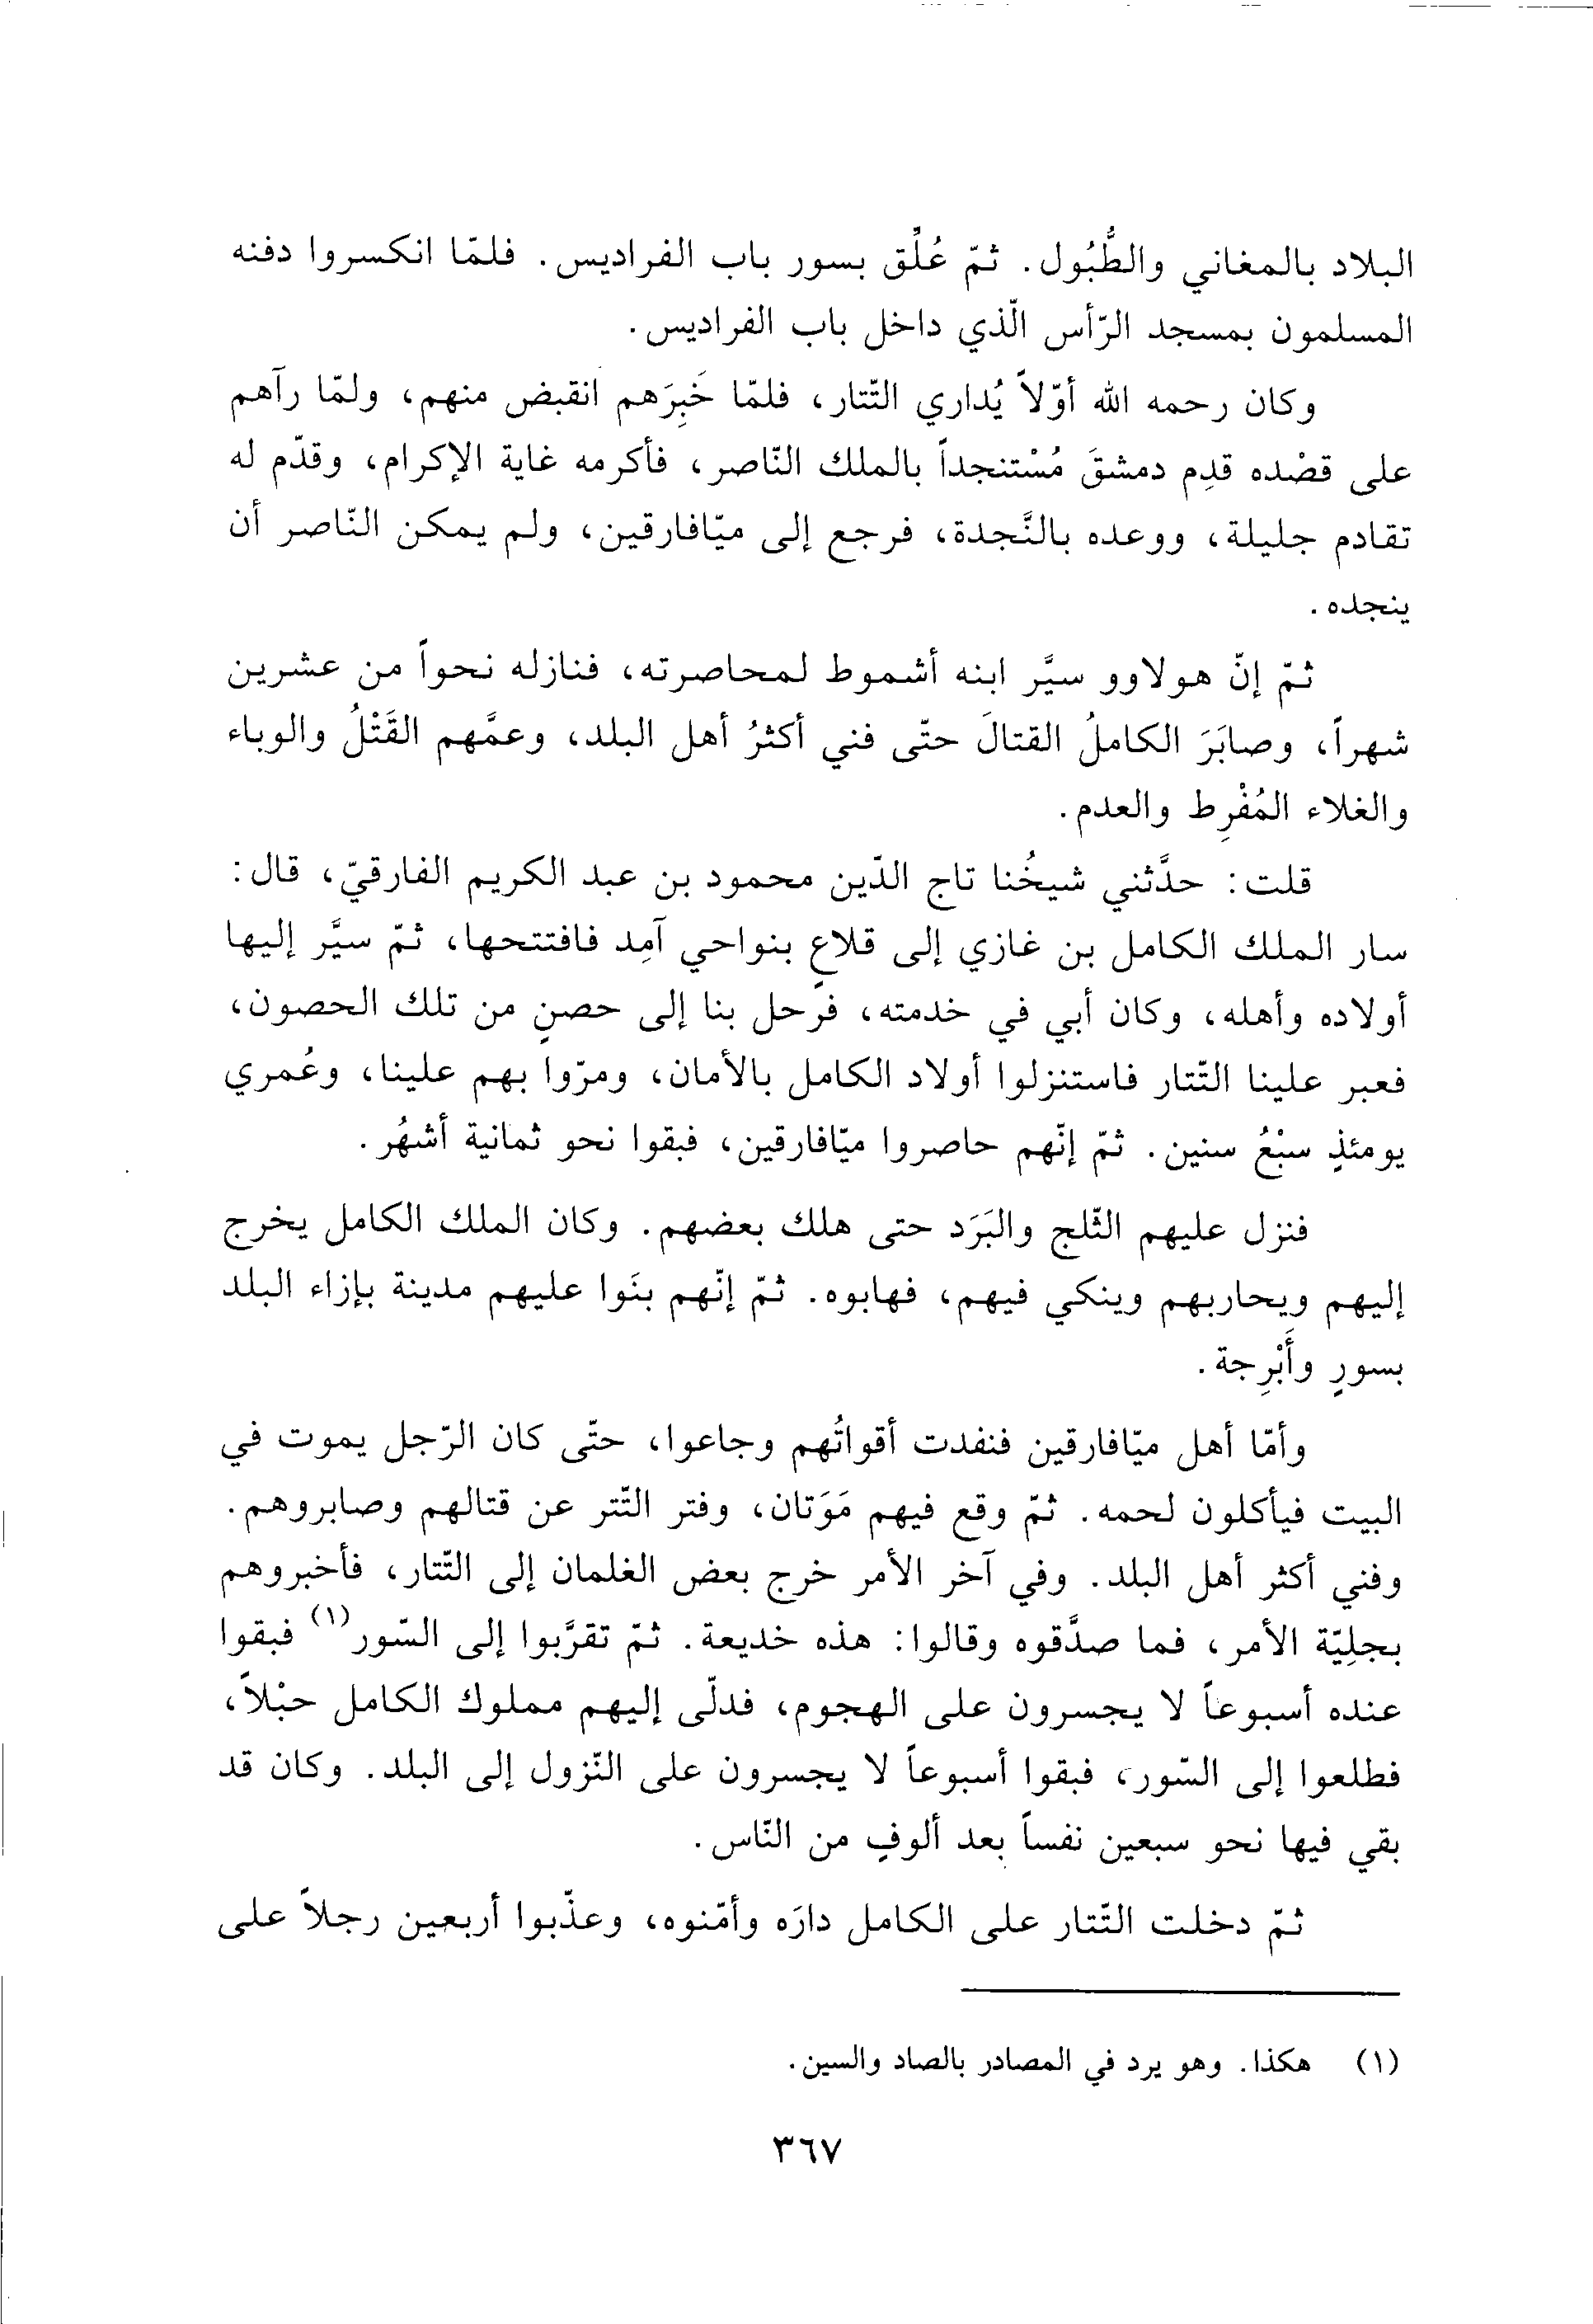 البلاد بالمغاني والطُّبُول. ثمّ عُلِّق بسور باب الفراديس. فلمّا انكسروا دفنه
المسلمون بمسجد الرّأس الّذي داخل باب الفراديس.
وكان رحمه الله أوّلاً يُداري التّتار، فلمّا خَبِرَهم انقبض منهم، ولمّا رآهم
على قصْده قدِم دمشقَ مُسْتنجداً بالملك النّاصر، فأكرمه غاية الإكرام، وقدّم له
تقادم جليلة، ووعده بالنَّجدة، فرجع إلى ميّافارقين، ولم يمكن النّاصر أن
ينجده.
ثمّ إنّ هولاوو سيَّر ابنه أشموط لمحاصرته، فنازله نحواً من عشرين
شهراً، وصابَرَ الكاملُ القتالَ حتّى فني أكثرُ أهل البلد، وعمَّهم القَتْلُ والوباء
والغلاء المُفْرِط والعدم.
قلت: حدَّثني شيخُنا تاج الدّين محمود بن عبد الكريم الفارقيّ، قال:
سار الملك الكامل بن غازي إلى قلاعٍ بنواحي آمِد فافتتحها، ثمّ سيَّر إليها
أولاده وأهله، وكان أبي في خدمته، فرحل بنا إلى حصنٍ من تلك الحصون،
فعبر علينا التّتار فاستنزلوا أولاد الكامل بالأمان، ومرّوا بهم علينا، وعُمري
يومئذٍ سبْعُ سنين. ثمّ إنّهم حاصروا ميّافارقين، فبقوا نحو ثمانية أشهُر.
فنزل عليهم الثّلج والبَرَد حتى هلك بعضهم. وكان الملك الكامل يخرج
إليهم ويحاربهم وينكي فيهم، فهابوه. ثمّ إنّهم بنَوا عليهم مدينة بإزاء البلد
بسورٍ وأَبْرِجة.
وأمّا أهل ميّافارقين فنفدت أقواتُهم وجاعوا، حتّى كان الرّجل يموت في
البيت فيأكلون لحمه. ثمّ وقع فيهم مَوَتان، وفتر التّتر عن قتالهم وصابروهم.
وفني أكثر أهل البلد. وفي آخر الأمر خرج بعض الغلمان إلى التّتار، فأخبروهم
بجلِيّة الأمر، فما صدَّقوه وقالوا: هذه خديعة. ثمّ تقرَّبوا إلى السّور(١) فبقوا
عنده أسبوعاً لا يجسرون على الهجوم، فدلّى إليهم مملوك الكامل حبْلاً،
فطلعوا إلى السّور، فبقوا أسبوعاً لا يجسرون على النّزول إلى البلد. وكان قد
بقي فيها نحو سبعين نفساً بعد ألوفٍ من النّاس.
ثمّ دخلت التّتار على الكامل دارَه وأمّنوه، وعذّبوا أربعين رجلاً على
(١) هكذا. وهو يرد في المصادر بالصاد والسين.
٣٦٧